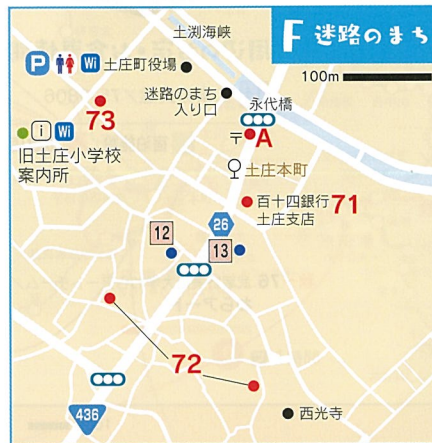 F 迷路のまち
100m
土渕海峡
P Wi 土庄町役場
迷路のまち
入り口
永代橋
73
〒 A
i Wi
旧土庄小学校
案内所
土庄本町
百十四銀行
土庄支店
71
26
12
13
72
436
西光寺